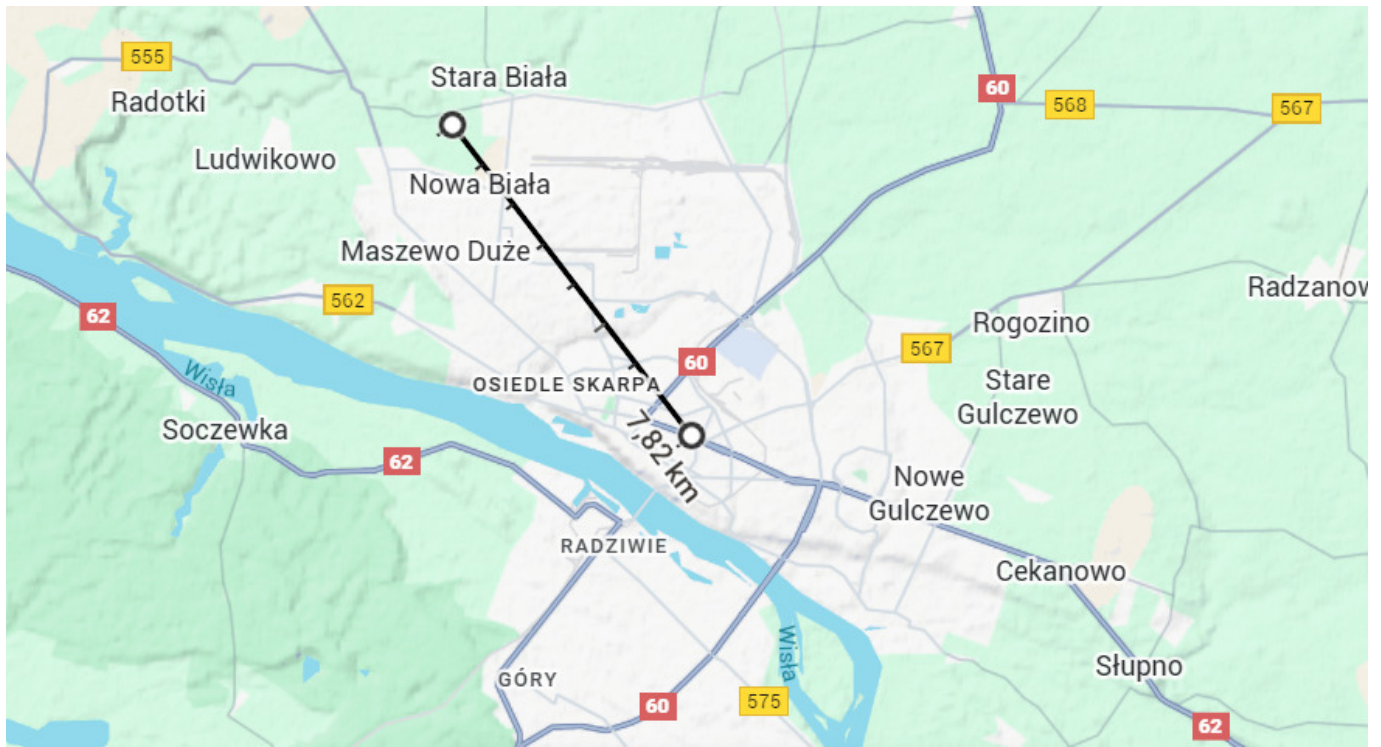 555
Stara Biała
60
568
567
Radotki
Ludwikowo
Nowa Biała
Maszewo Duże
562
62
Radzanow
Rogozino
567
60
Wisła
OSIEDLE SKARPA
Stare
Gulczewo
Soczewka
7,82 km
62
Nowe
Gulczewo
RADZIWIE
Cekanowo
Wisła
GÓRY
Słupno
60
575
62